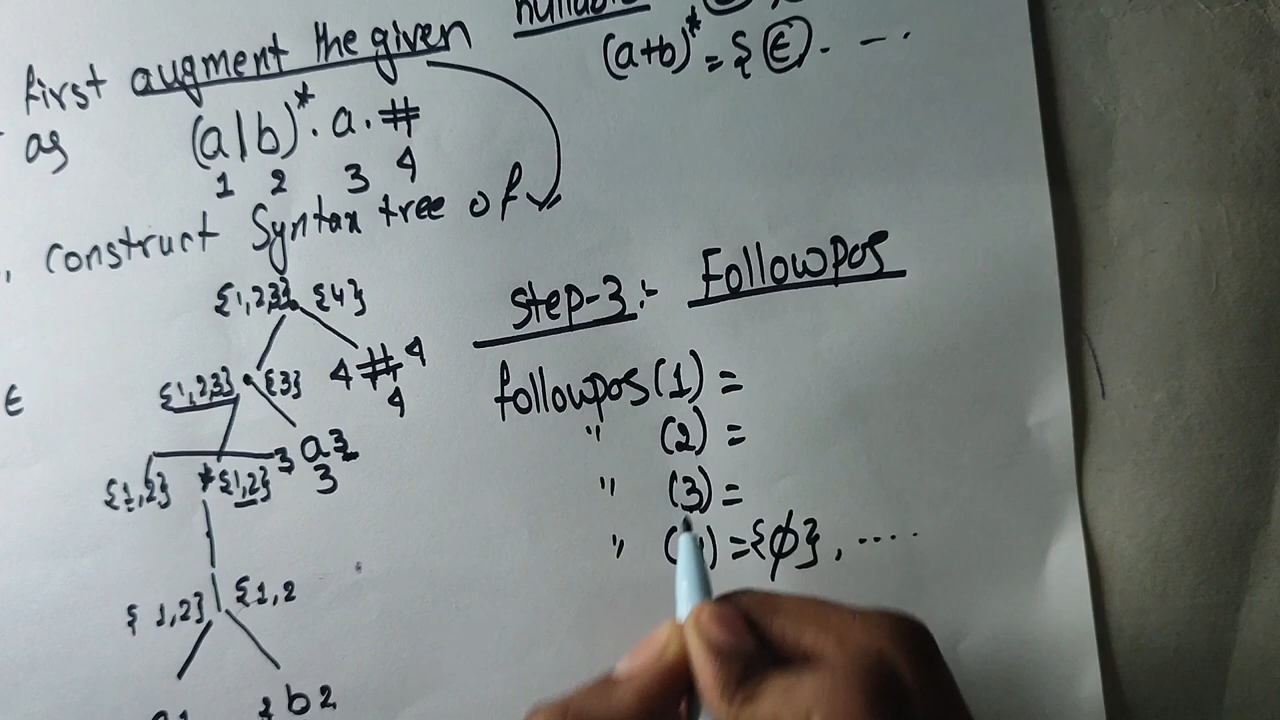 nullable
(a+b)* = { ϵ . - - . .
first augment the given
as (a|b)* . a . #
1 2 3 4
construct Syntax tree of
{1,2,3} . {4}
Step-3:- Followpos
4 # 4
4
{1,2,3} . {3}
followpos (1) =
" (2) =
3 a 3
3
{1,2} * {1,2}
" (3) =
" ( ) = {ϕ} , .....
ϵ
{1,2} | {1,2
2 b 2